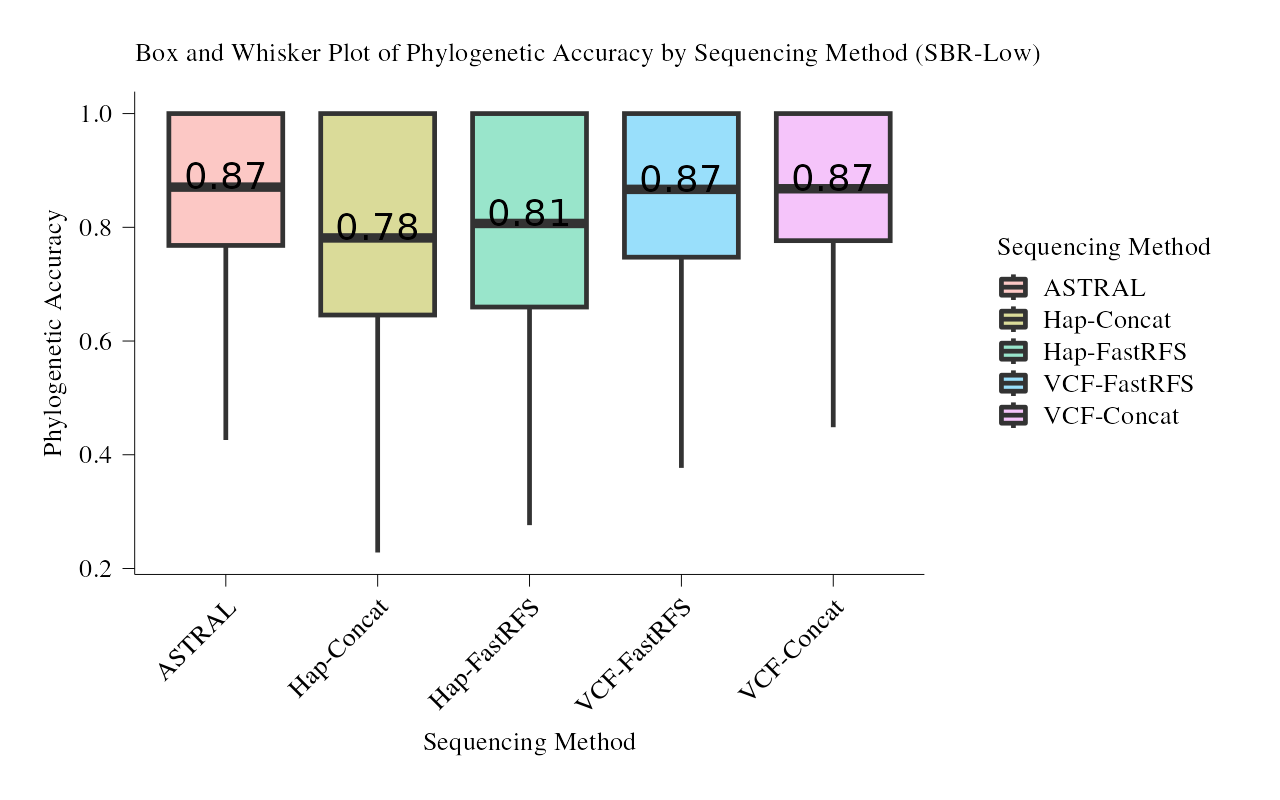 Box and Whisker Plot of Phylogenetic Accuracy by Sequencing Method (SBR-Low)
Phylogenetic Accuracy
1.0
0.8
0.6
0.4
0.2
0.87
0.78
0.81
0.87
0.87
ASTRAL
Hap-Concat
Hap-FastRFS
VCF-FastRFS
VCF-Concat
Sequencing Method
Sequencing Method
ASTRAL
Hap-Concat
Hap-FastRFS
VCF-FastRFS
VCF-Concat